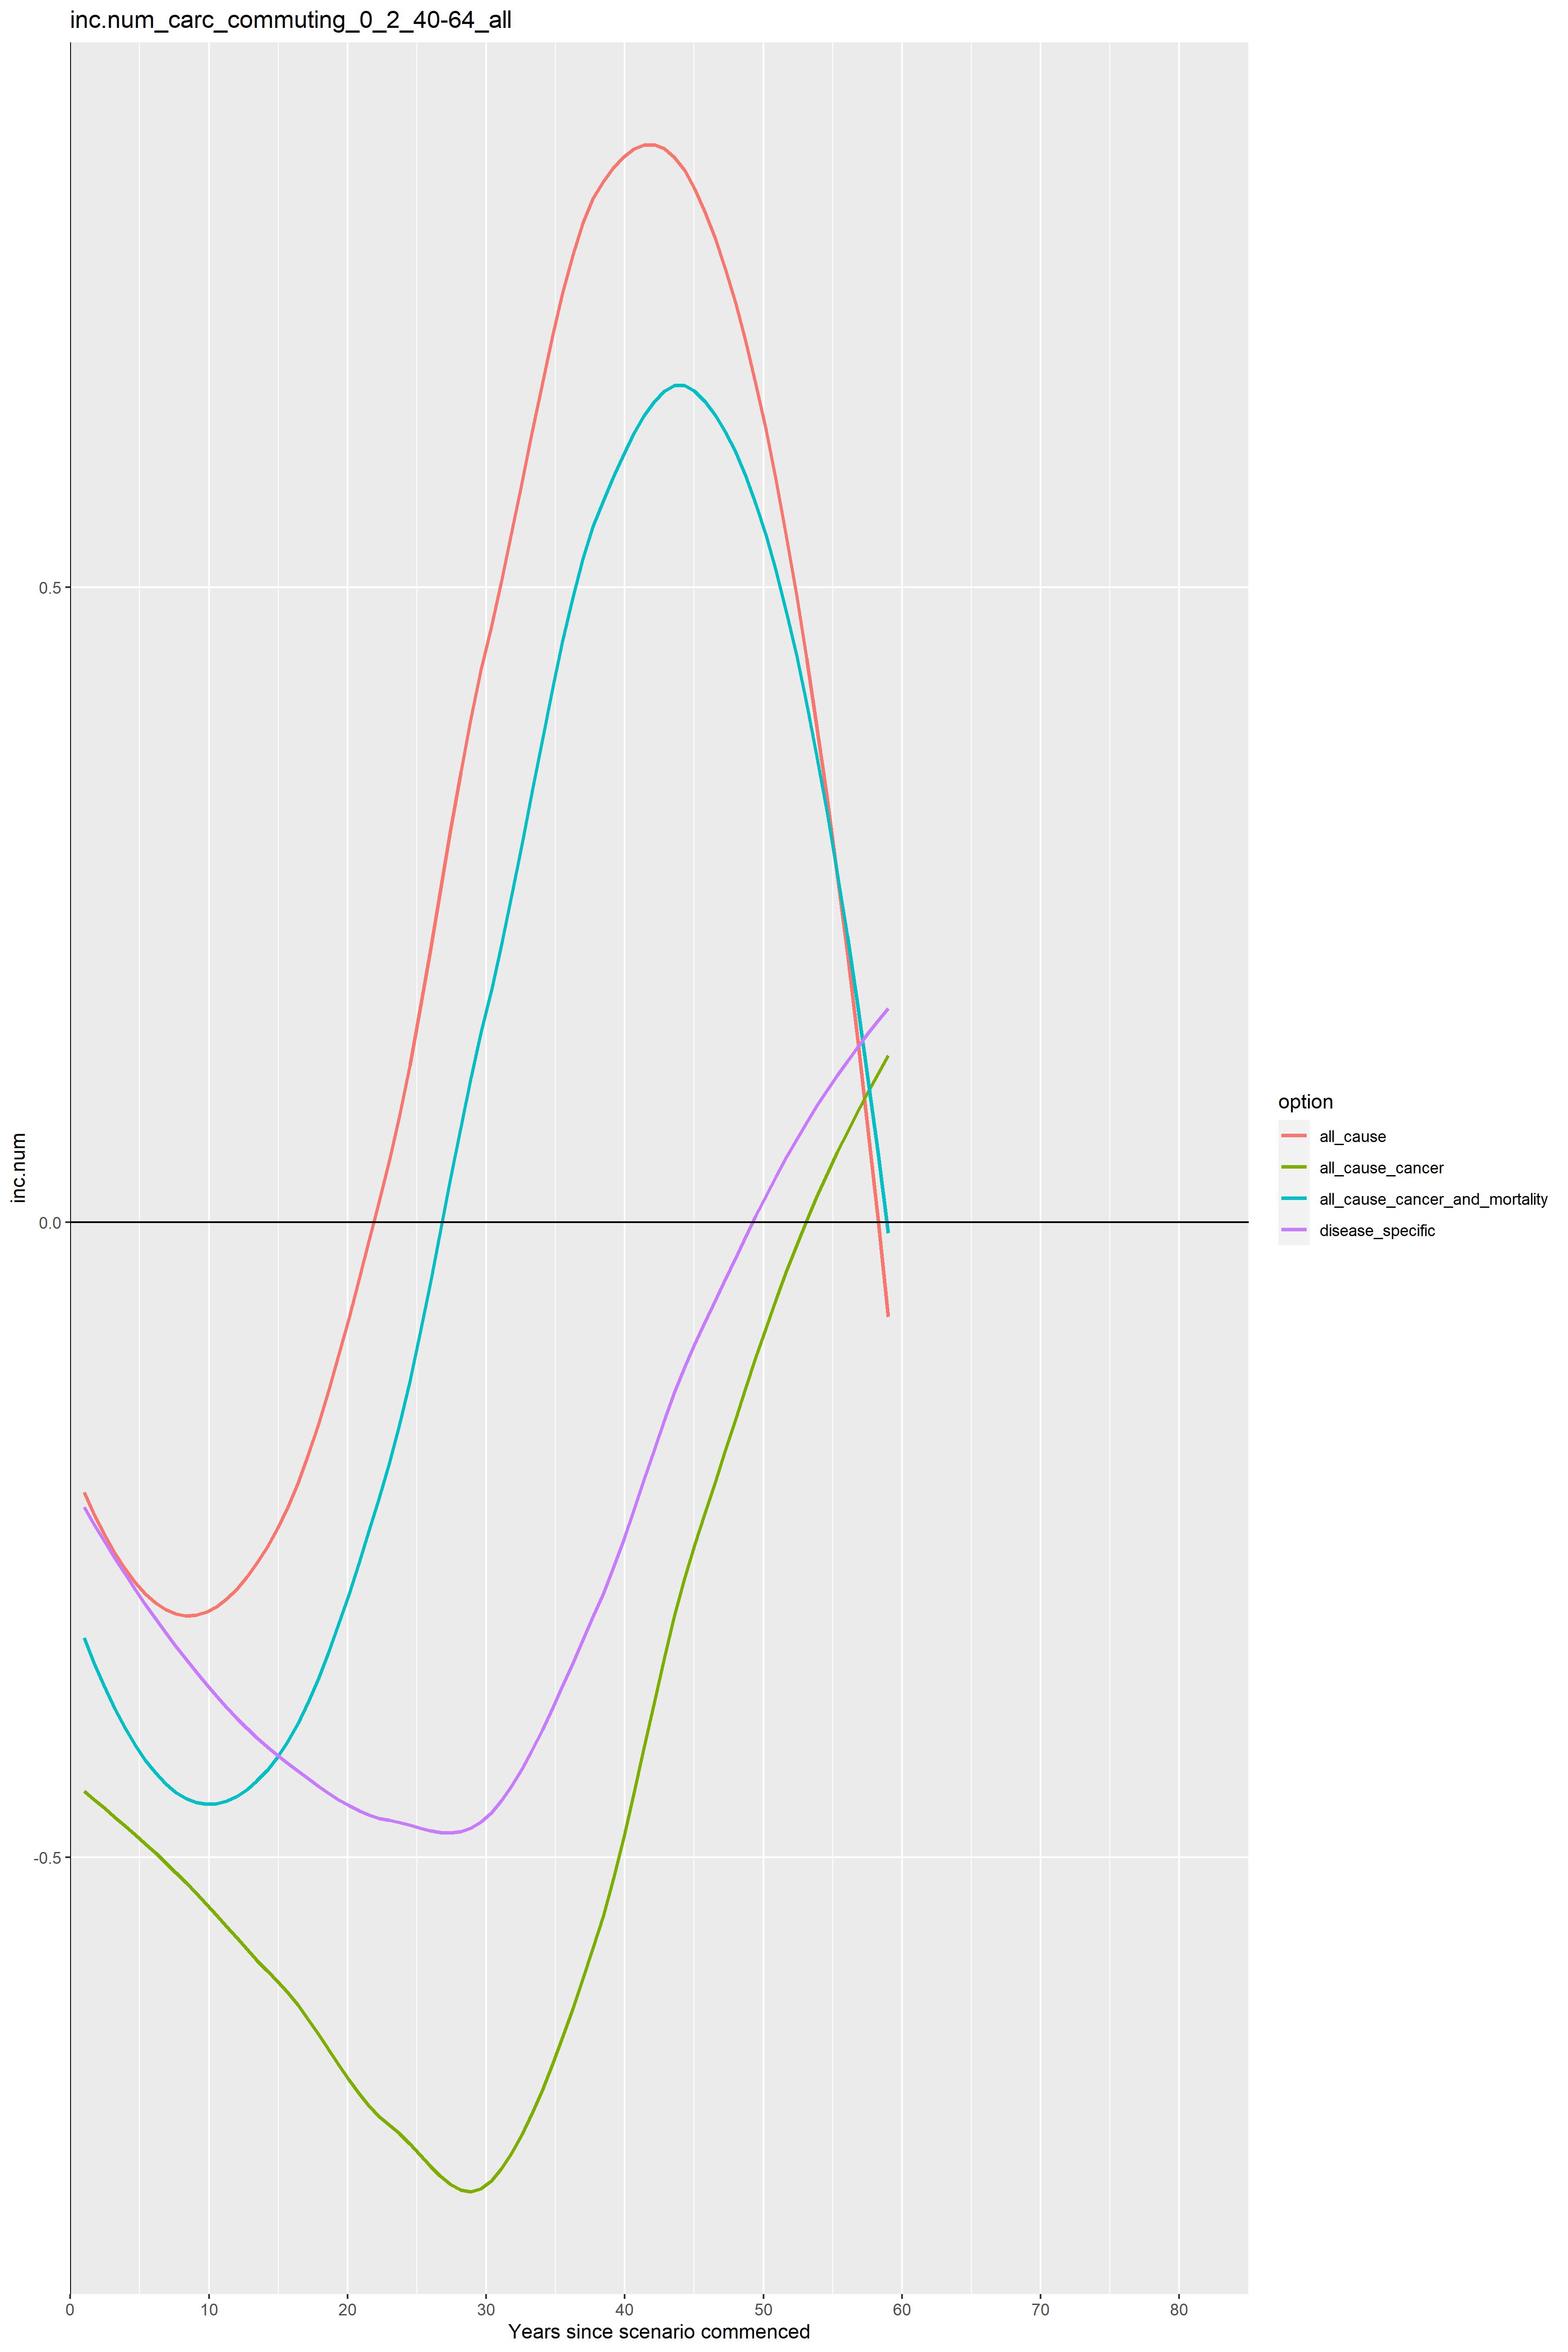 inc.num_carc_commuting_0_2_40-64_all
inc.num
0.5
0.0
-0.5
0 10 20 30 40 50 60 70 80
Years since scenario commenced
option
all_cause
all_cause_cancer
all_cause_cancer_and_mortality
disease_specific